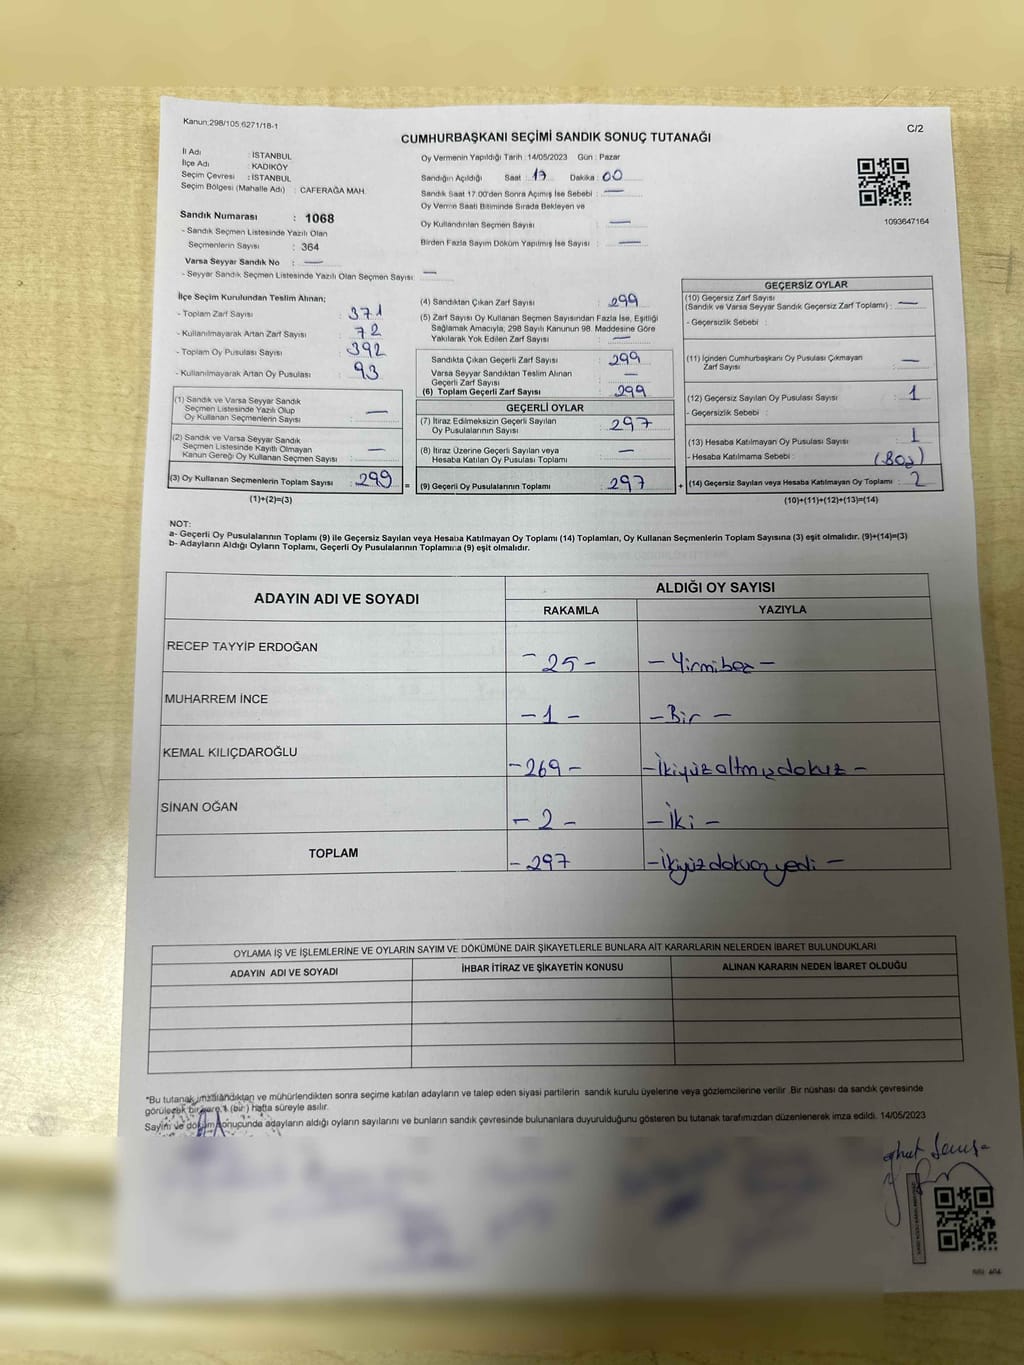 Kanun:298/105,6271/18-1
C/2
CUMHURBAŞKANI SEÇİMİ SANDIK SONUÇ TUTANAĞI
İl Adı : İSTANBUL
İlçe Adı : KADIKÖY
Seçim Çevresi : İSTANBUL
Seçim Bölgesi (Mahalle Adı) : CAFERAĞA MAH.
Sandık Numarası : 1068
- Sandık Seçmen Listesinde Yazılı Olan
Seçmenlerin Sayısı : 364
Varsa Seyyar Sandık No : —
- Seyyar Sandık Seçmen Listesinde Yazılı Olan Seçmen Sayısı: —
Oy Vermenin Yapıldığı Tarih :14/05/2023 Gün : Pazar
Sandığın Açıldığı Saat : 17 Dakika : 00
Sandık Saat 17.00'den Sonra Açılmış İse Sebebi : —
Oy Verme Saati Bitiminde Sırada Bekleyen ve
Oy Kullandırılan Seçmen Sayısı : —
Birden Fazla Sayım Döküm Yapılmış İse Sayısı : —
1093647164
İlçe Seçim Kurulundan Teslim Alınan;
- Toplam Zarf Sayısı : 371
- Kullanılmayarak Artan Zarf Sayısı : 72
- Toplam Oy Pusulası Sayısı : 392
- Kullanılmayarak Artan Oy Pusulası : 93
(1) Sandık ve Varsa Seyyar Sandık
Seçmen Listesinde Yazılı Olup
Oy Kullanan Seçmenlerin Sayısı : —
(2) Sandık ve Varsa Seyyar Sandık
Seçmen Listesinde Kayıtlı Olmayan
Kanun Gereği Oy Kullanan Seçmen Sayısı : —
(3) Oy Kullanan Seçmenlerin Toplam Sayısı : 299
(1)+(2)=(3)
(4) Sandıktan Çıkan Zarf Sayısı : 299
(5) Zarf Sayısı Oy Kullanan Seçmen Sayısından Fazla İse, Eşitliği
Sağlamak Amacıyla; 298 Sayılı Kanunun 98. Maddesine Göre
Yakılarak Yok Edilen Zarf Sayısı : —
Sandıkta Çıkan Geçerli Zarf Sayısı : 299
Varsa Seyyar Sandıktan Teslim Alınan
Geçerli Zarf Sayısı : —
(6) Toplam Geçerli Zarf Sayısı : 299
GEÇERLİ OYLAR
(7) İtiraz Edilmeksizin Geçerli Sayılan
Oy Pusulalarının Sayısı : 297
(8) İtiraz Üzerine Geçerli Sayılan veya
Hesaba Katılan Oy Pusulası Toplamı : —
= (9) Geçerli Oy Pusulalarının Toplamı : 297
GEÇERSİZ OYLAR
(10) Geçersiz Zarf Sayısı
(Sandık ve Varsa Seyyar Sandık Geçersiz Zarf Toplamı) : —
- Geçersizlik Sebebi :
(11) İçinden Cumhurbaşkanı Oy Pusulası Çıkmayan
Zarf Sayısı : —
(12) Geçersiz Sayılan Oy Pusulası Sayısı : 1
- Geçersizlik Sebebi :
(13) Hesaba Katılmayan Oy Pusulası Sayısı : 1
- Hesaba Katılmama Sebebi : (Boş)
+ (14) Geçersiz Sayılan veya Hesaba Katılmayan Oy Toplamı : 2
(10)+(11)+(12)+(13)=(14)
NOT:
a- Geçerli Oy Pusulalarının Toplamı (9) ile Geçersiz Sayılan veya Hesaba Katılmayan Oy Toplamı (14) Toplamları, Oy Kullanan Seçmenlerin Toplam Sayısına (3) eşit olmalıdır. (9)+(14)=(3)
b- Adayların Aldığı Oyların Toplamı, Geçerli Oy Pusulalarının Toplamına (9) eşit olmalıdır.
ADAYIN ADI VE SOYADI ALDIĞI OY SAYISI
RAKAMLA YAZIYLA
RECEP TAYYİP ERDOĞAN - 25 - - Yirmibeş -
MUHARREM İNCE - 1 - - Bir -
KEMAL KILIÇDAROĞLU - 269 - - İkiyüzaltmışdokuz -
SİNAN OĞAN - 2 - - İki -
TOPLAM - 297
OYLAMA İŞ VE İŞLEMLERİNE VE OYLARIN SAYIM VE DÖKÜMÜNE DAİR ŞİKAYETLERLE BUNLARA AİT KARARLARIN NELERDEN İBARET BULUNDUKLARI
ADAYIN ADI VE SOYADI İHBAR İTİRAZ VE ŞİKAYETİN KONUSU ALINAN KARARIN NEDEN İBARET OLDUĞU
*Bu tutanak imzalandıktan ve mühürlendikten sonra seçime katılan adayların ve talep eden siyasi partilerin sandık kurulu üyelerine veya gözlemcilerine verilir .Bir nüshası da sandık çevresinde
görülecek bir yere 1 (bir ) hafta süreyle asılır.
Sayım ve döküm sonucunda adayların aldığı oyların sayılarını ve bunların sandık çevresinde bulunanlara duyurulduğunu gösteren bu tutanak tarafımızdan düzenlenerek imza edildi. 14/05/2023